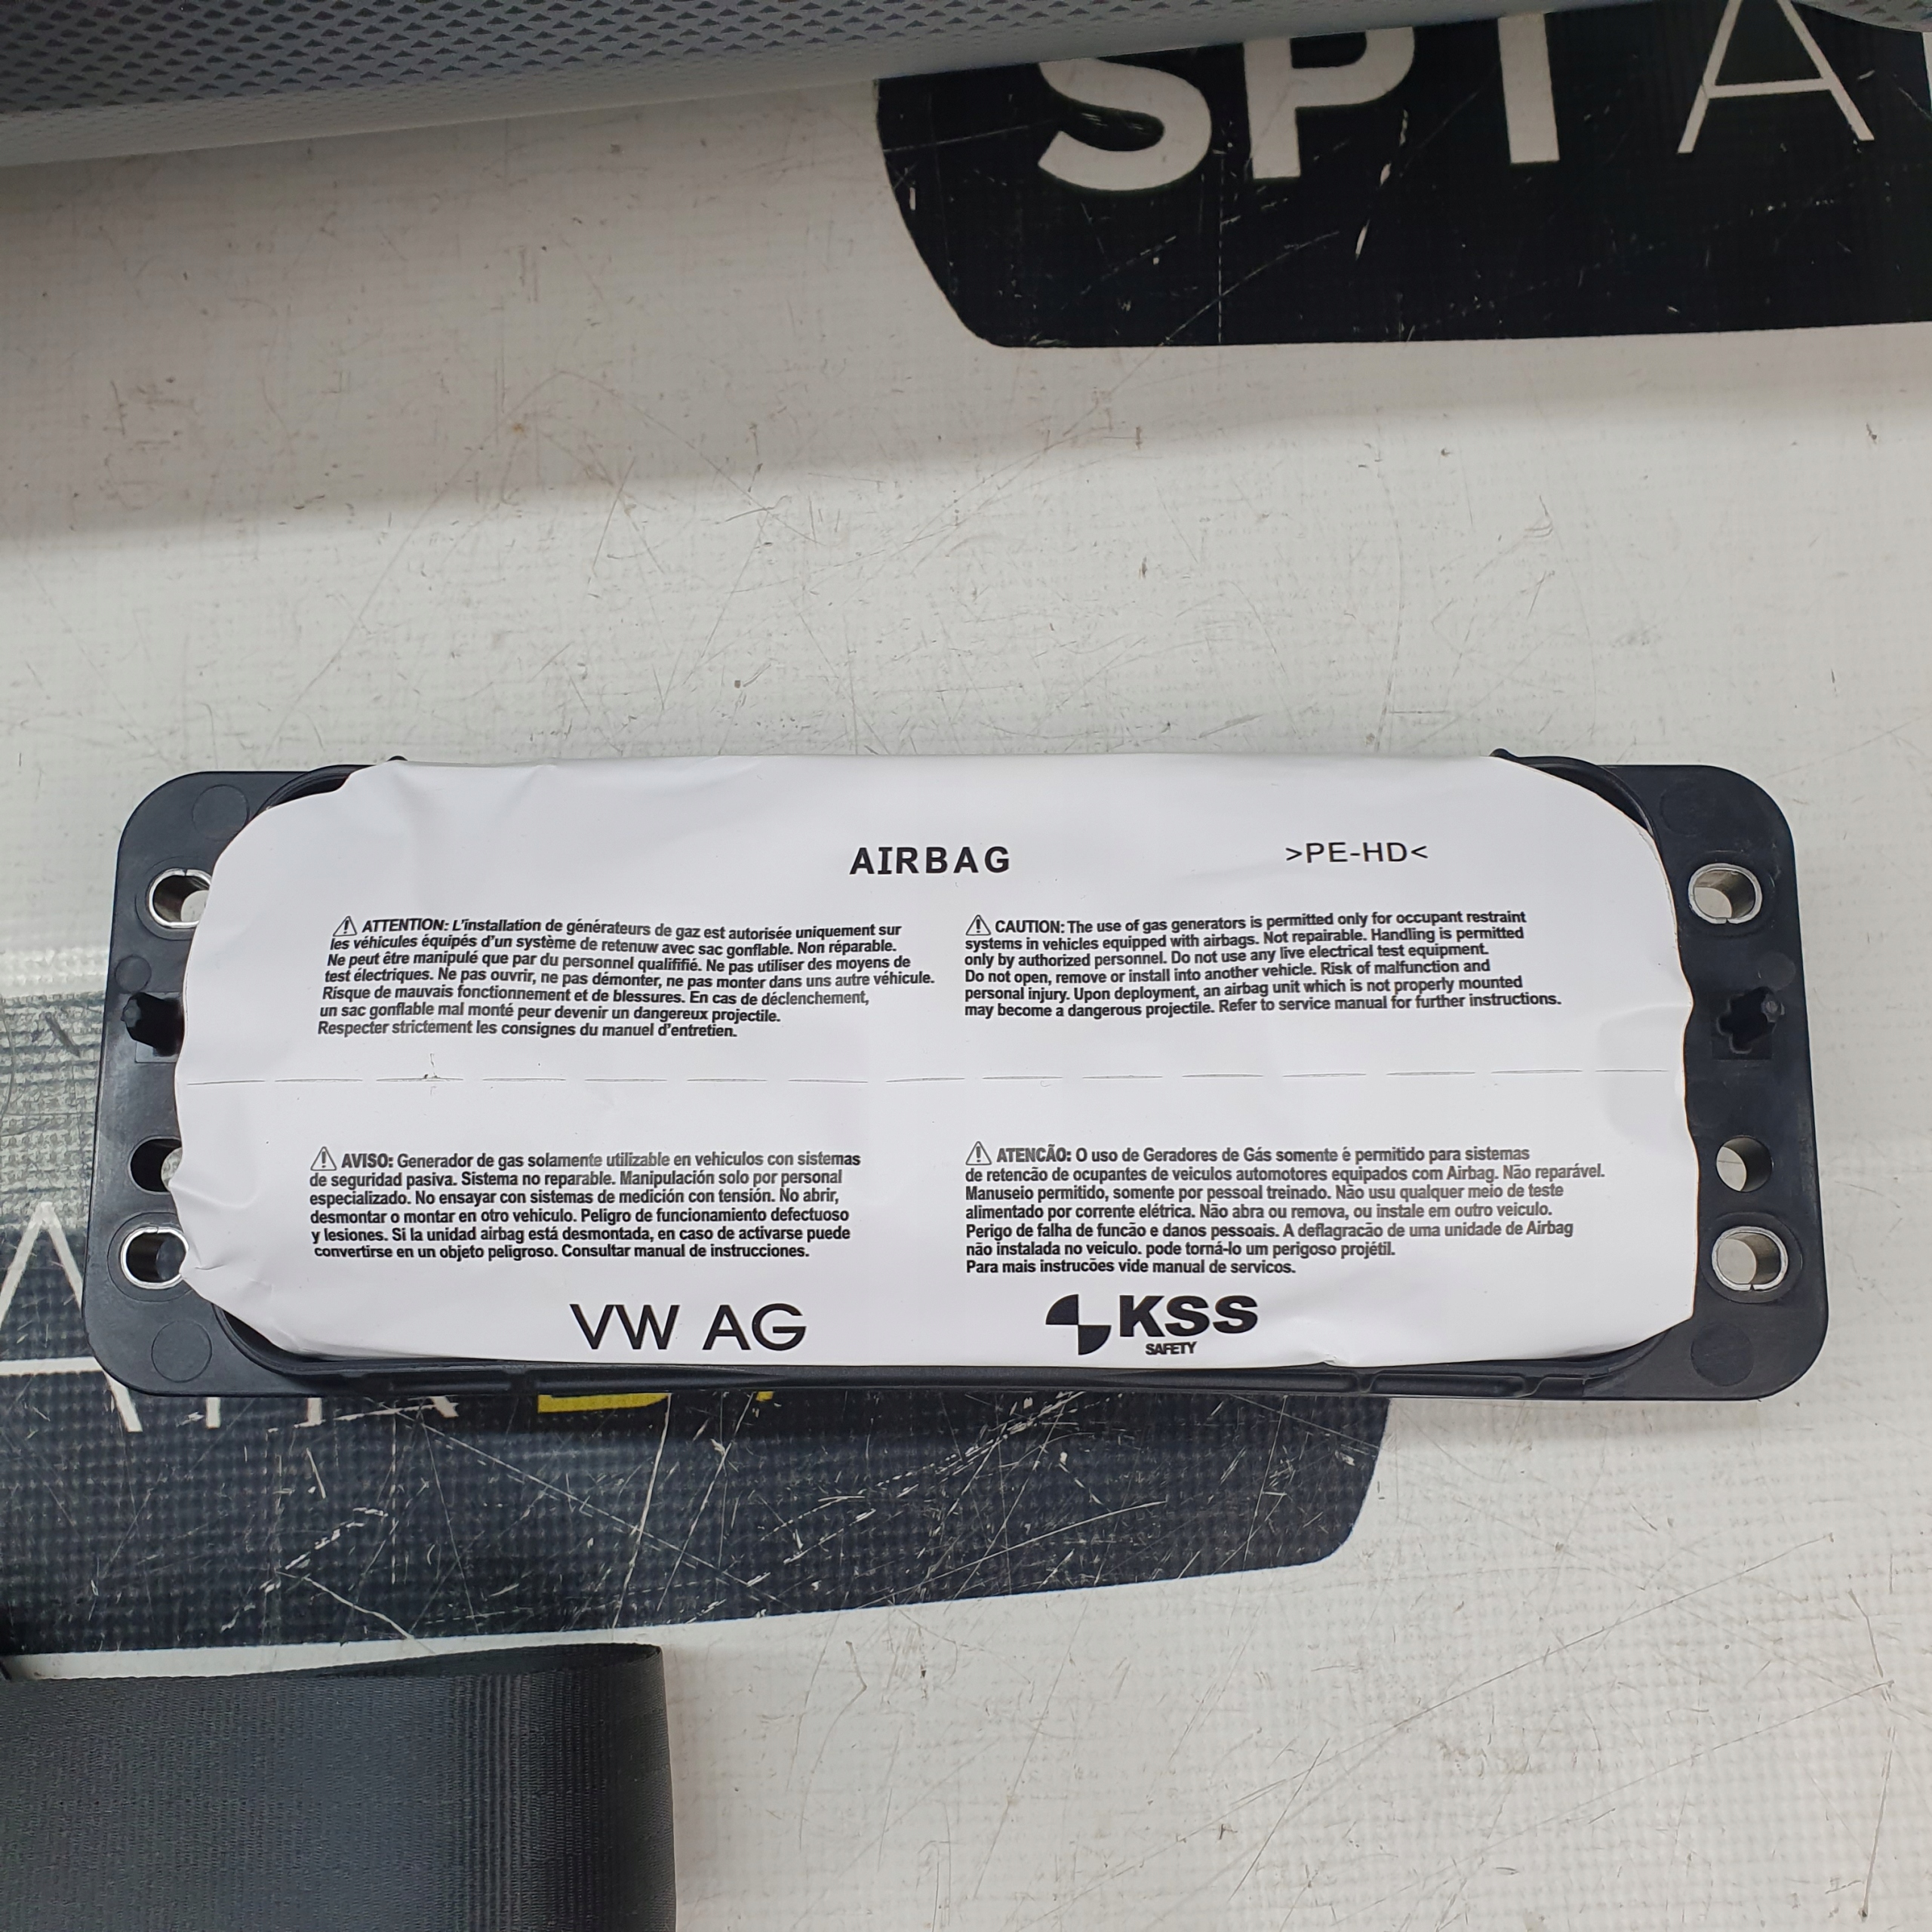 SPTA
AIRBAG
>PE-HD<
⚠ ATTENTION: L'installation de générateurs de gaz est autorisée uniquement sur
les véhicules équipés d'un système de retenuw avec sac gonflable. Non réparable.
Ne peut être manipulé que par du personnel qualififié. Ne pas utiliser des moyens de
test électriques. Ne pas ouvrir, ne pas démonter, ne pas monter dans uns autre véhicule.
Risque de mauvais fonctionnement et de blessures. En cas de déclenchement,
un sac gonflable mal monté peur devenir un dangereux projectile.
Respecter strictement les consignes du manuel d'entretien.
⚠ CAUTION: The use of gas generators is permitted only for occupant restraint
systems in vehicles equipped with airbags. Not repairable. Handling is permitted
only by authorized personnel. Do not use any live electrical test equipment.
Do not open, remove or install into another vehicle. Risk of malfunction and
personal injury. Upon deployment, an airbag unit which is not properly mounted
may become a dangerous projectile. Refer to service manual for further instructions.
⚠ AVISO: Generador de gas solamente utilizable en vehiculos con sistemas
de seguridad pasiva. Sistema no reparable. Manipulación solo por personal
especializado. No ensayar con sistemas de medición con tensión. No abrir,
desmontar o montar en otro vehiculo. Peligro de funcionamiento defectuoso
y lesiones. Si la unidad airbag está desmontada, en caso de activarse puede
convertirse en un objeto peligroso. Consultar manual de instrucciones.
⚠ ATENCÃO: O uso de Geradores de Gás somente é permitido para sistemas
de retencão de ocupantes de veiculos automotores equipados com Airbag. Não reparável.
Manuseio permitido, somente por pessoal treinado. Não usu qualquer meio de teste
alimentado por corrente elétrica. Não abra ou remova, ou instale em outro veiculo.
Perigo de falha de funcão e danos pessoais. A deflagracão de uma unidade de Airbag
não instalada no veiculo. pode torná-lo um perigoso projétil.
Para mais instrucões vide manual de servicos.
VW AG
KSS
SAFETY